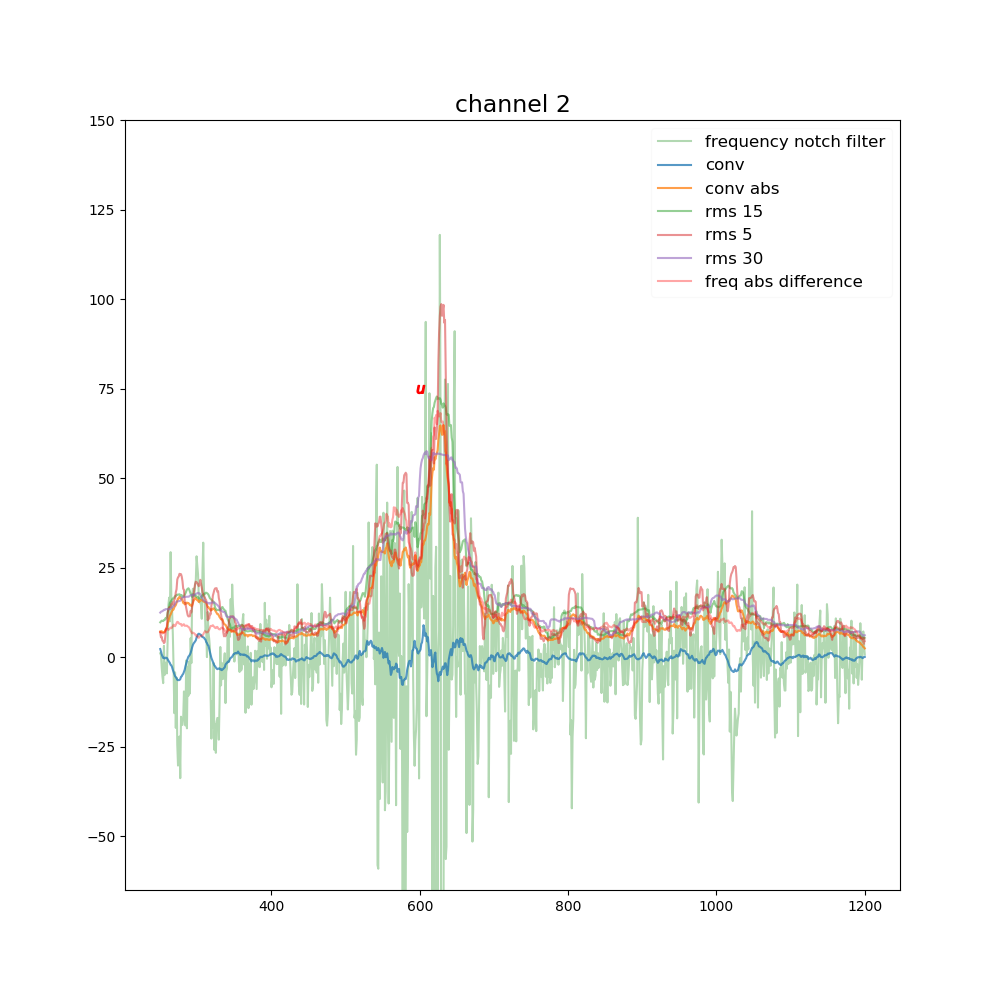 channel 2
150
125
100
75
50
25
0
−25
−50
400
600
800
1000
1200
frequency notch filter
conv
conv abs
rms 15
rms 5
rms 30
freq abs difference
u